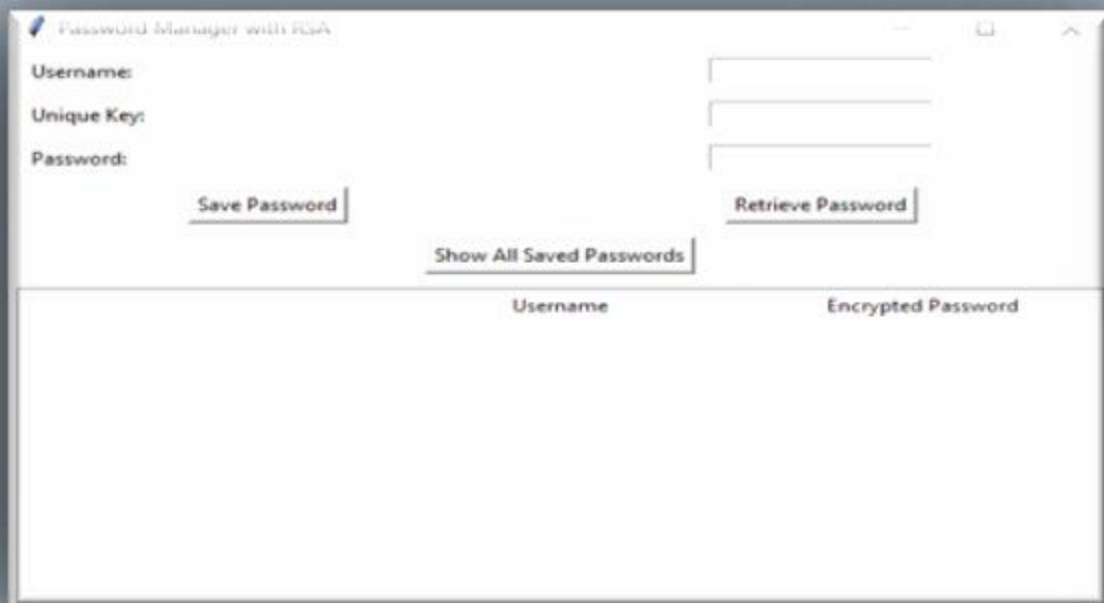 Password Manager with RSA
Username:
Unique Key:
Password:
Save Password Retrieve Password
Show All Saved Passwords
Username Encrypted Password